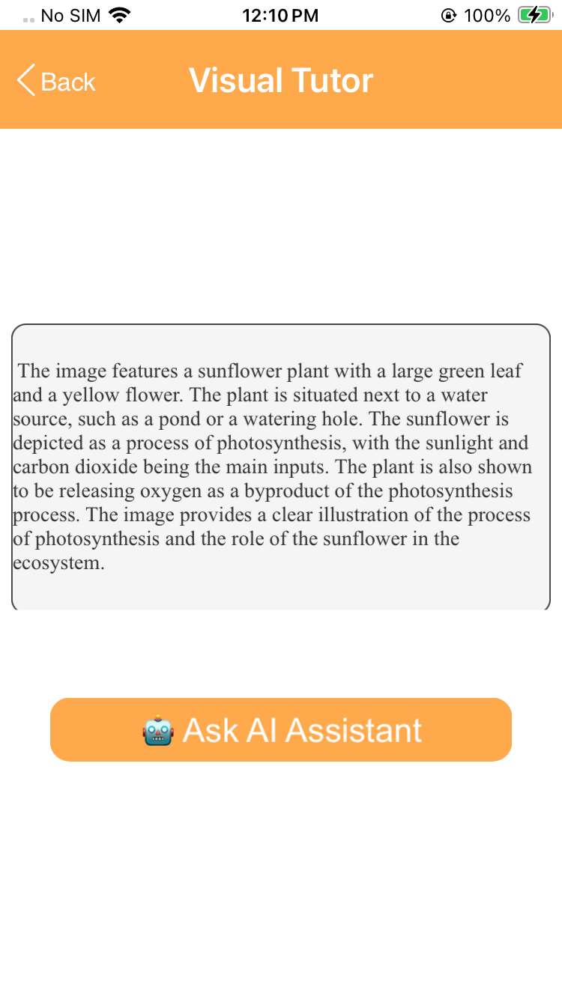 No SIM 12:10 PM 100%
Back Visual Tutor
The image features a sunflower plant with a large green leaf
and a yellow flower. The plant is situated next to a water
source, such as a pond or a watering hole. The sunflower is
depicted as a process of photosynthesis, with the sunlight and
carbon dioxide being the main inputs. The plant is also shown
to be releasing oxygen as a byproduct of the photosynthesis
process. The image provides a clear illustration of the process
of photosynthesis and the role of the sunflower in the
ecosystem.
🤖 Ask AI Assistant